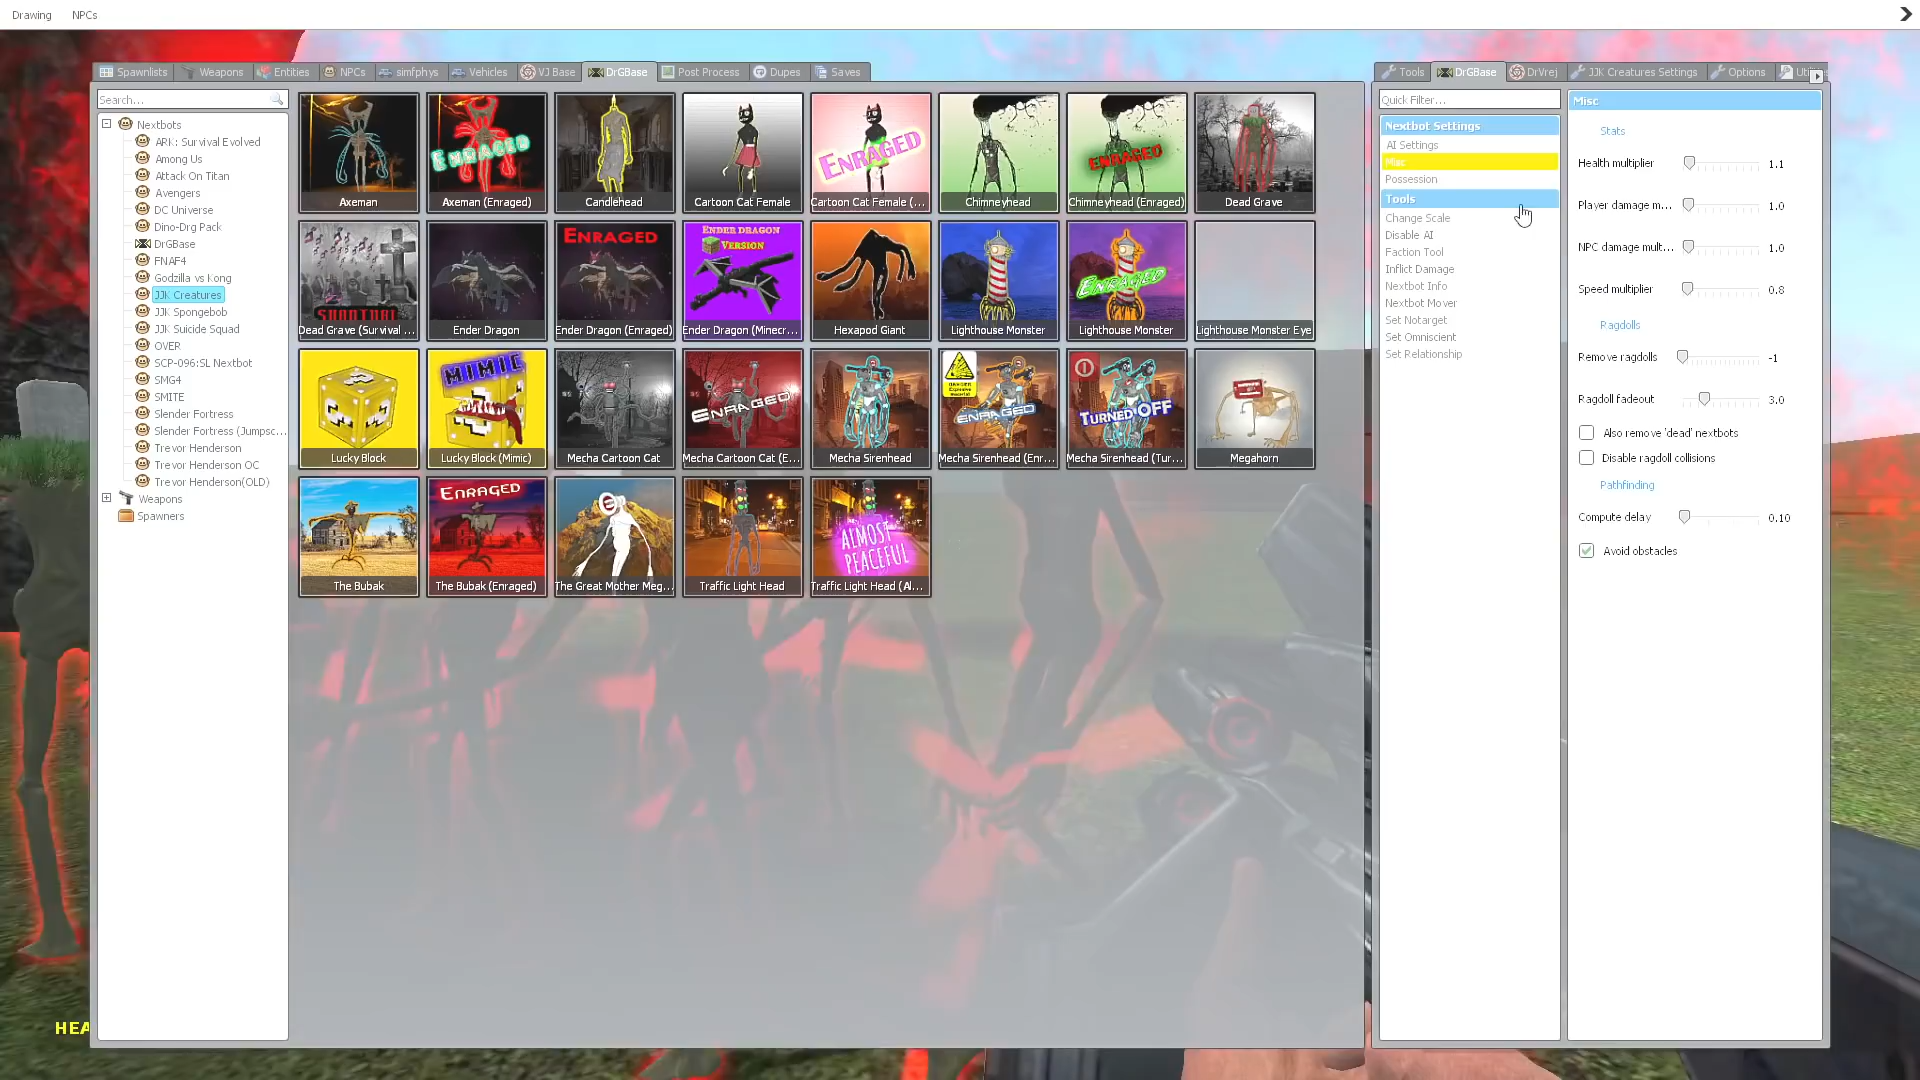 Drawing NPCs
Spawnlists Weapons Entities NPCs simfphys Vehicles VJ Base DrGBase Post Process Dupes Saves
Search...
Nextbots
ARK: Survival Evolved
Among Us
Attack On Titan
Avengers
DC Universe
Dino-Drg Pack
DrGBase
FNAF4
Godzilla vs Kong
JJK Creatures
JJK Spongebob
JJK Suicide Squad
OVER
SCP-096:SL Nextbot
SMG4
SMITE
Slender Fortress
Slender Fortress (Jumpsc...
Trevor Henderson
Trevor Henderson OC
Trevor Henderson(OLD)
Weapons
Spawners
ENRAGED
ENRAGED
ENRAGED
Axeman Axeman (Enraged) Candlehead Cartoon Cat Female Cartoon Cat Female (... Chimneyhead Chimneyhead (Enraged) Dead Grave
SURVIVAL
ENRAGED
ENDER DRAGON
VERSION
ENRAGED
Dead Grave (Survival ... Ender Dragon Ender Dragon (Enraged) Ender Dragon (Minecr... Hexapod Giant Lighthouse Monster Lighthouse Monster Lighthouse Monster Eye
MIMIC
ENRAGED
DANGER
ENRAGED
TURNED OFF
Lucky Block Lucky Block (Mimic) Mecha Cartoon Cat Mecha Cartoon Cat (E... Mecha Sirenhead Mecha Sirenhead (Enr... Mecha Sirenhead (Tur... Megahorn
ENRAGED
ALMOST
PEACEFUL
The Bubak The Bubak (Enraged) The Great Mother Meg... Traffic Light Head Traffic Light Head (Al...
HEA
Tools DrGBase DrVrej JJK Creatures Settings Options Utili
Quick Filter...
Nextbot Settings
AI Settings
Misc
Possession
Tools
Change Scale
Disable AI
Faction Tool
Inflict Damage
Nextbot Info
Nextbot Mover
Set Notarget
Set Omniscient
Set Relationship
Misc
Stats
Health multiplier 1.1
Player damage m... 1.0
NPC damage mult... 1.0
Speed multiplier 0.8
Ragdolls
Remove ragdolls -1
Ragdoll fadeout 3.0
Also remove 'dead' nextbots
Disable ragdoll collisions
Pathfinding
Compute delay 0.10
Avoid obstacles